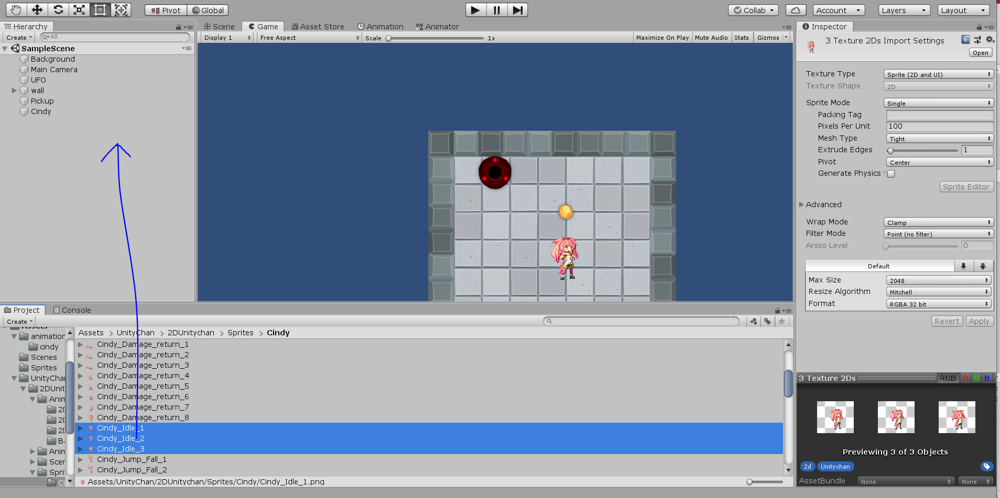 Pivot Global Collab Account Layers Layout
Hierarchy Scene Game Asset Store Animation Animator Inspector
Create All Display 1 Free Aspect Scale 1x Maximize On Play Mute Audio Stats Gizmos
3 Texture 2Ds Import Settings
Open
SampleScene
Background
Main Camera
UFO
wall
Pickup
Cindy
Texture Type Sprite (2D and UI)
Texture Shape 2D
Sprite Mode Single
Packing Tag
Pixels Per Unit 100
Mesh Type Tight
Extrude Edges 1
Pivot Center
Generate Physics
Sprite Editor
Advanced
Wrap Mode Clamp
Filter Mode Point (no filter)
Aniso Level 0
Default
Max Size 2048
Resize Algorithm Mitchell
Format RGBA 32 bit
Revert Apply
Project Console
Create
Assets
animation
cindy
Scenes
Sprites
UnityChan
2DUnit
Anim
2D
2D
2D
Ba
Anim
Scen
Sprit
Ci
Assets > UnityChan > 2DUnitychan > Sprites > Cindy
Cindy_Damage_return_1
Cindy_Damage_return_2
Cindy_Damage_return_3
Cindy_Damage_return_4
Cindy_Damage_return_5
Cindy_Damage_return_6
Cindy_Damage_return_7
Cindy_Damage_return_8
Cindy_Idle_1
Cindy_Idle_2
Cindy_Idle_3
Cindy_Jump_Fall_1
Cindy_Jump_Fall_2
Assets/UnityChan/2DUnitychan/Sprites/Cindy/Cindy_Idle_1.png
3 Texture 2Ds RGB R G B
Previewing 3 of 3 Objects
2d Unitychan
AssetBundle None None